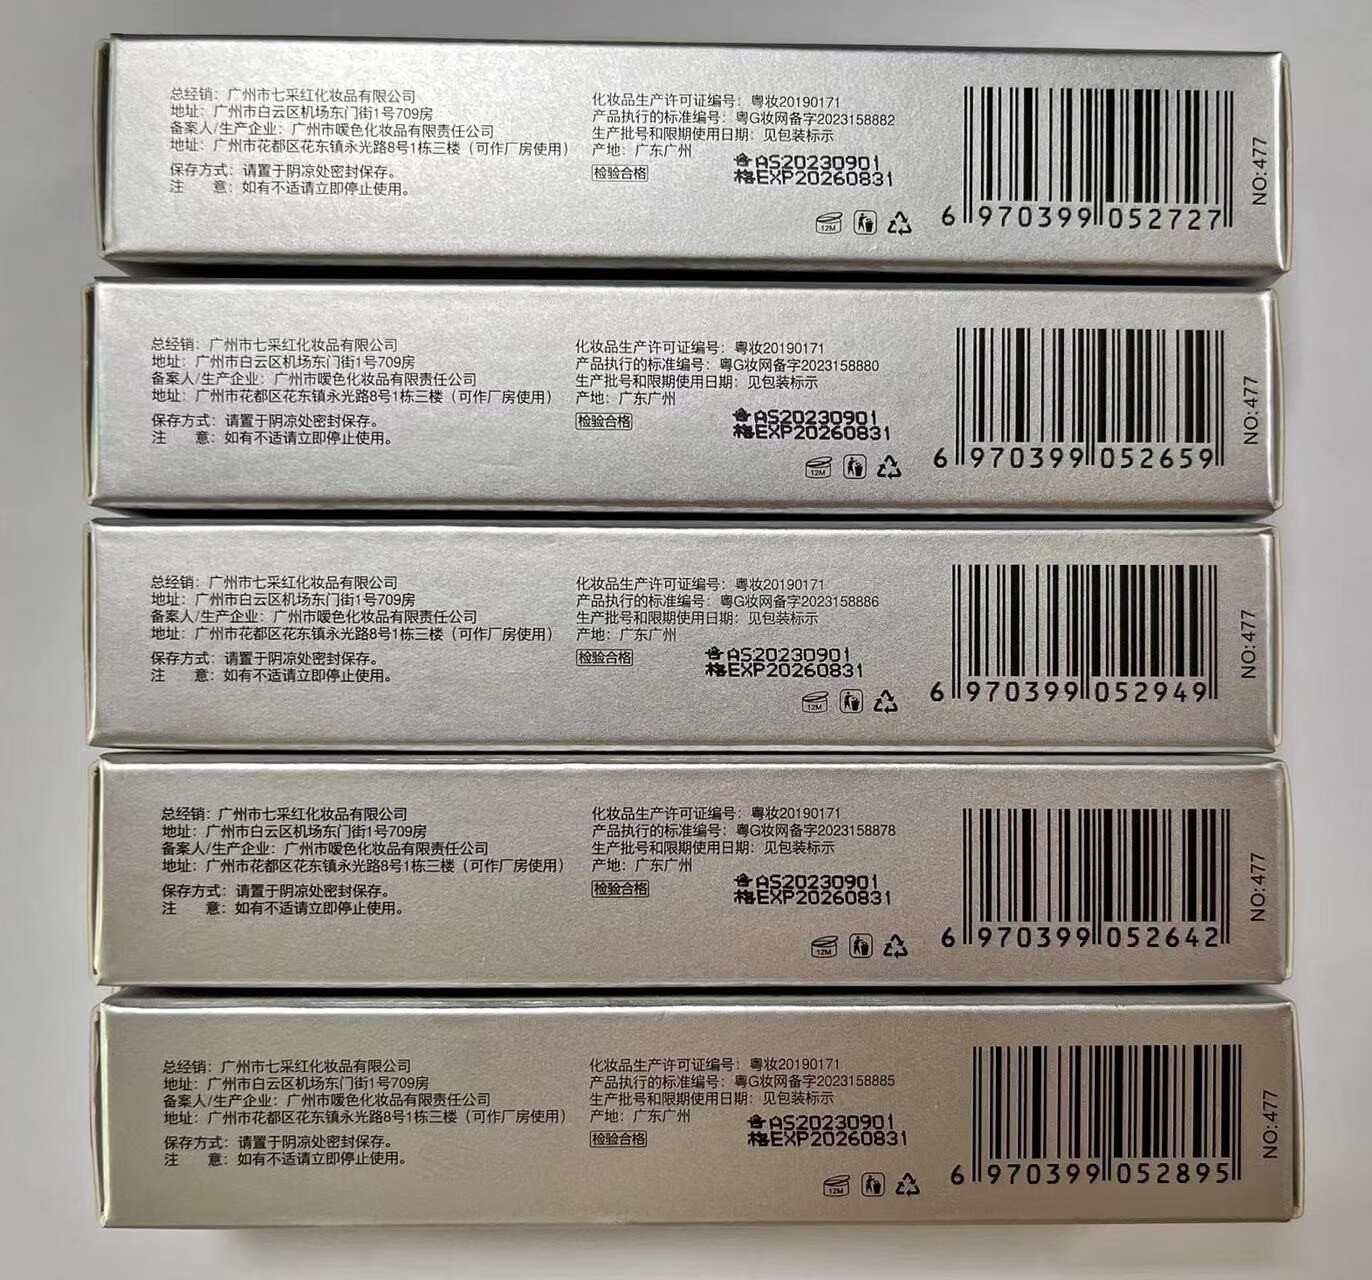 总经销：广州市七采红化妆品有限公司
地址：广州市白云区机场东门街1号709房
备案人/生产企业：广州市嗳色化妆品有限责任公司
地址：广州市花都区花东镇永光路8号1栋三楼（可作厂房使用）
保存方式：请置于阴凉处密封保存。
注　　意：如有不适请立即停止使用。
化妆品生产许可证编号：粤妆20190171
产品执行的标准编号：粤G妆网备字2023158882
生产批号和限期使用日期：见包装标示
产地：广东广州
检验合格
合AS20230901
格EXP20260831
12M
6 970399 052727
NO:477
总经销：广州市七采红化妆品有限公司
地址：广州市白云区机场东门街1号709房
备案人/生产企业：广州市嗳色化妆品有限责任公司
地址：广州市花都区花东镇永光路8号1栋三楼（可作厂房使用）
保存方式：请置于阴凉处密封保存。
注　　意：如有不适请立即停止使用。
化妆品生产许可证编号：粤妆20190171
产品执行的标准编号：粤G妆网备字2023158880
生产批号和限期使用日期：见包装标示
产地：广东广州
检验合格
合AS20230901
格EXP20260831
12M
6 970399 052659
NO:477
总经销：广州市七采红化妆品有限公司
地址：广州市白云区机场东门街1号709房
备案人/生产企业：广州市嗳色化妆品有限责任公司
地址：广州市花都区花东镇永光路8号1栋三楼（可作厂房使用）
保存方式：请置于阴凉处密封保存。
注　　意：如有不适请立即停止使用。
化妆品生产许可证编号：粤妆20190171
产品执行的标准编号：粤G妆网备字2023158886
生产批号和限期使用日期：见包装标示
产地：广东广州
检验合格
合AS20230901
格EXP20260831
12M
6 970399 052949
NO:477
总经销：广州市七采红化妆品有限公司
地址：广州市白云区机场东门街1号709房
备案人/生产企业：广州市嗳色化妆品有限责任公司
地址：广州市花都区花东镇永光路8号1栋三楼（可作厂房使用）
保存方式：请置于阴凉处密封保存。
注　　意：如有不适请立即停止使用。
化妆品生产许可证编号：粤妆20190171
产品执行的标准编号：粤G妆网备字2023158878
生产批号和限期使用日期：见包装标示
产地：广东广州
检验合格
合AS20230901
格EXP20260831
12M
6 970399 052642
NO:477
总经销：广州市七采红化妆品有限公司
地址：广州市白云区机场东门街1号709房
备案人/生产企业：广州市嗳色化妆品有限责任公司
地址：广州市花都区花东镇永光路8号1栋三楼（可作厂房使用）
保存方式：请置于阴凉处密封保存。
注　　意：如有不适请立即停止使用。
化妆品生产许可证编号：粤妆20190171
产品执行的标准编号：粤G妆网备字2023158885
生产批号和限期使用日期：见包装标示
产地：广东广州
检验合格
合AS20230901
格EXP20260831
12M
6 970399 052895
NO:477